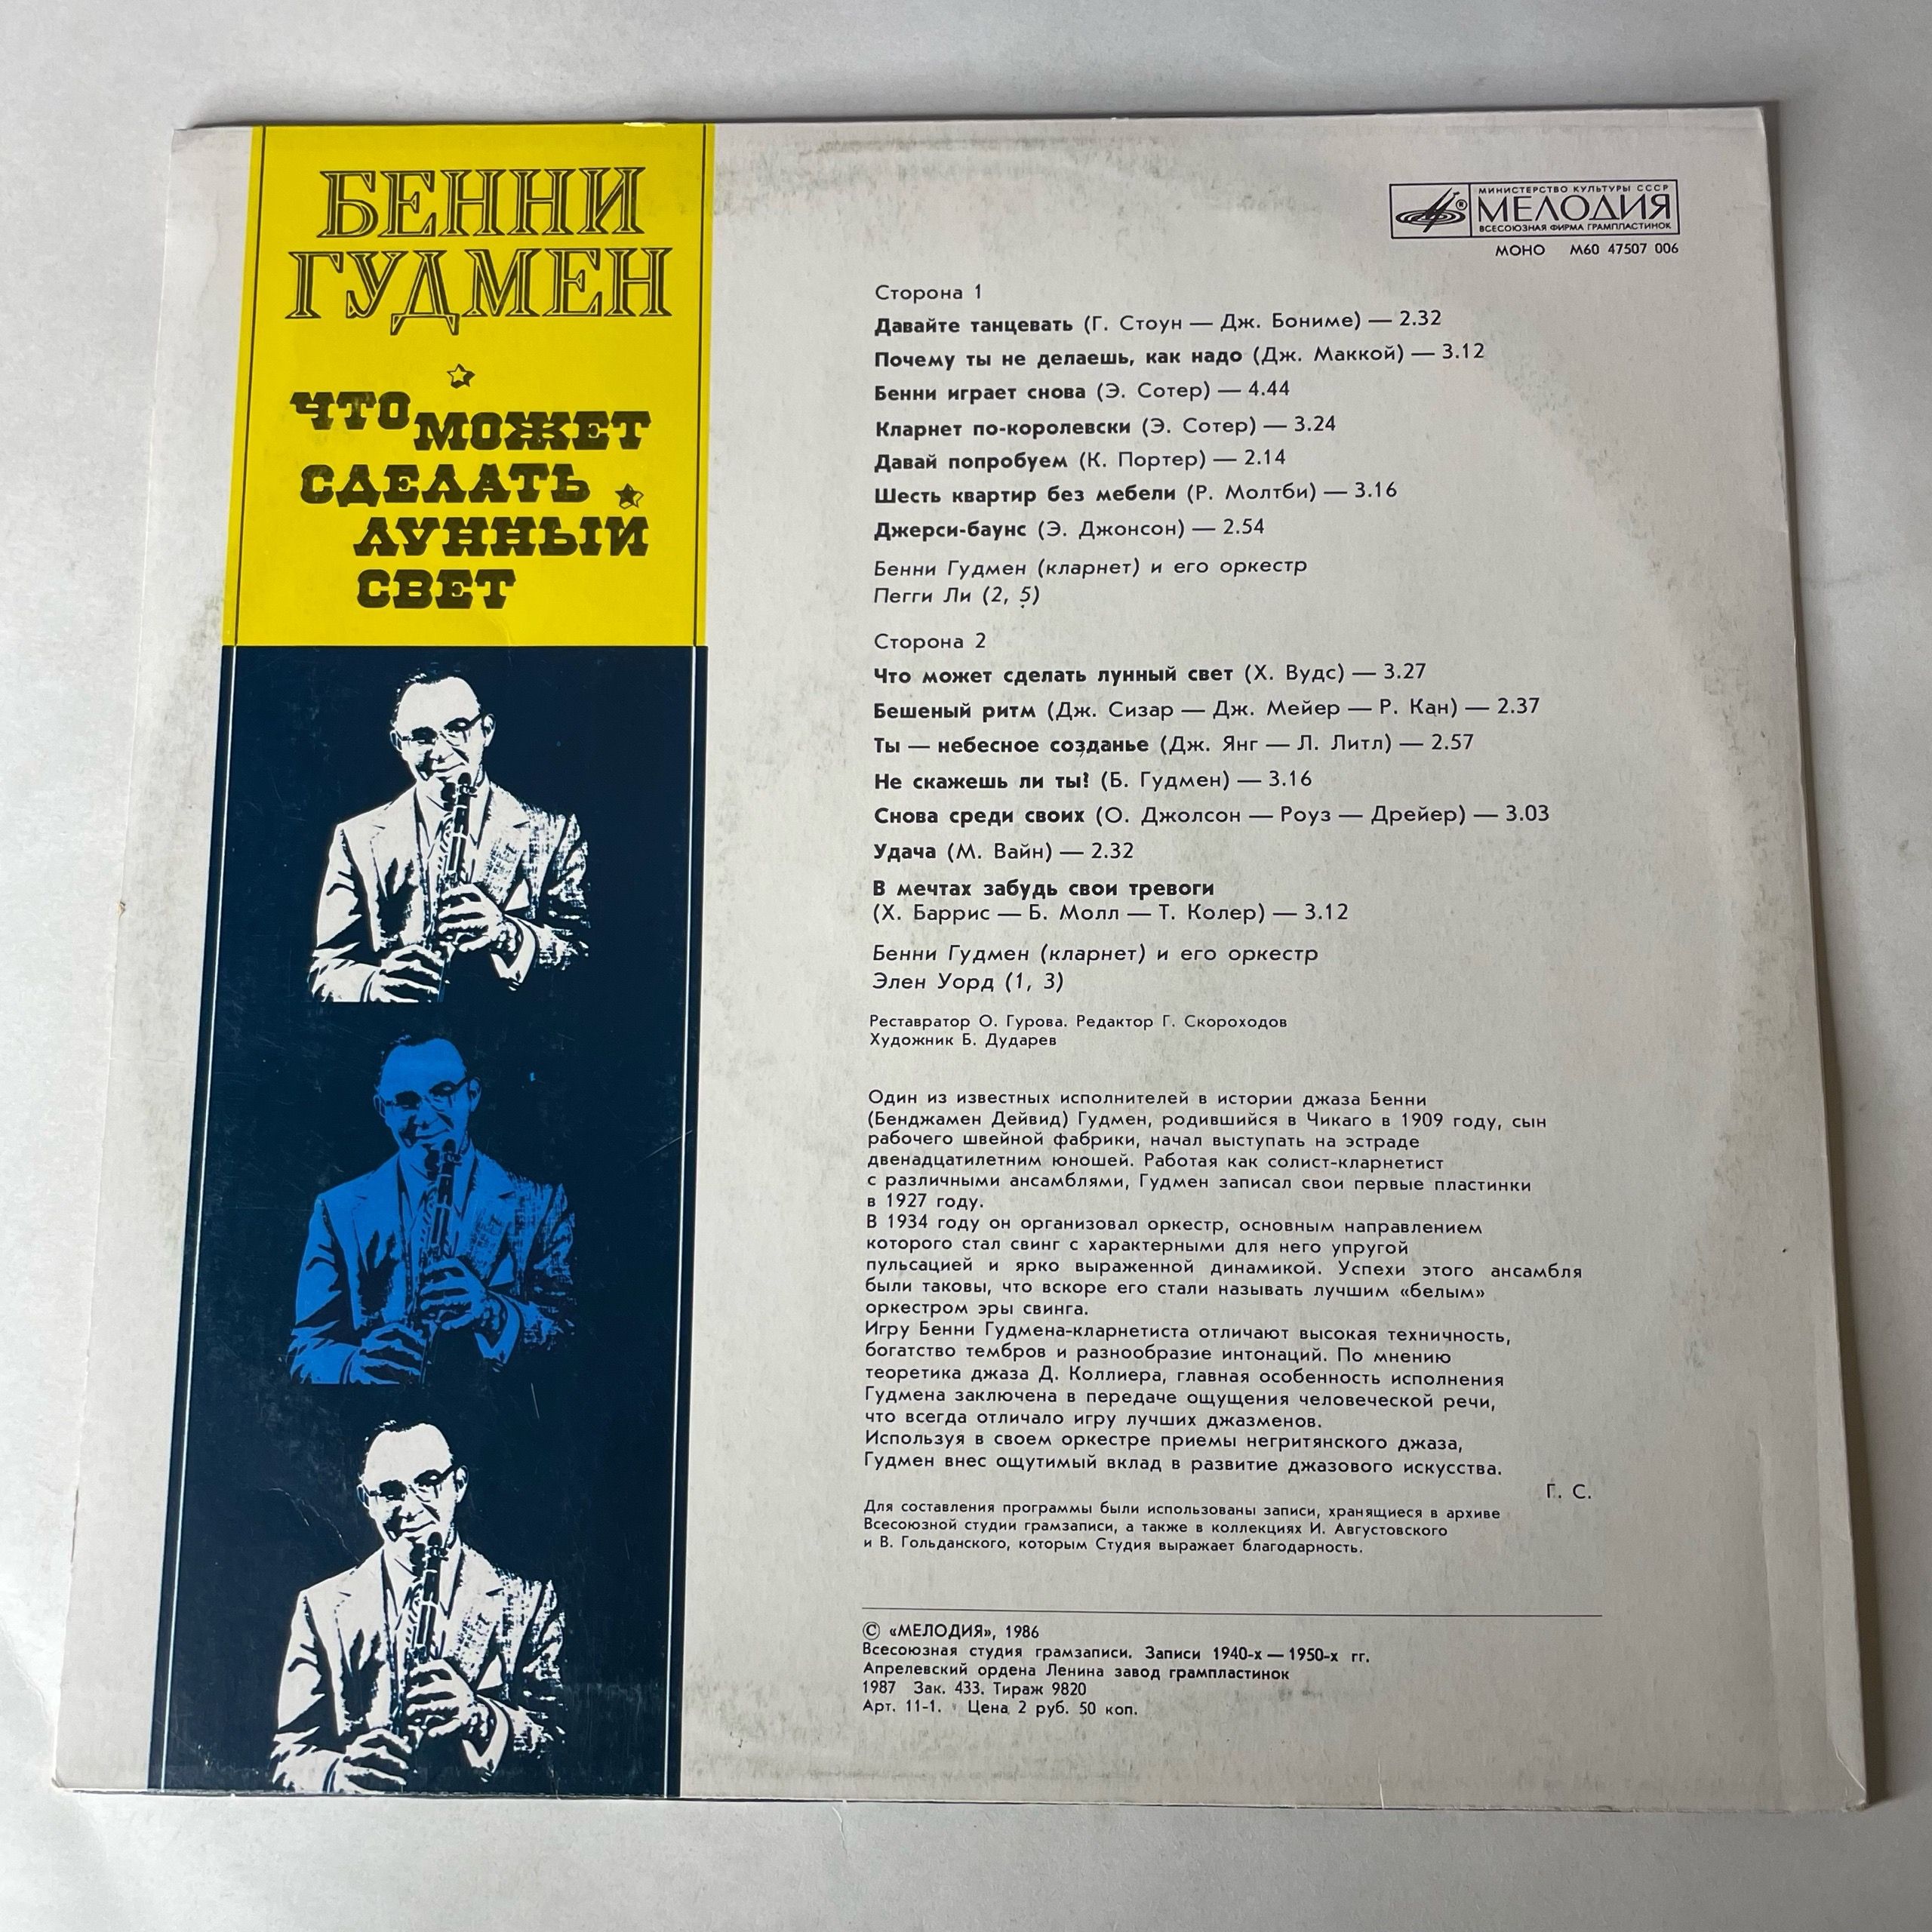 БЕННИ
ГУДМЕН
ЧТО
МОЖЕТ
СДЕЛАТЬ
ЛУННЫЙ
СВЕТ
МИНИСТЕРСТВО КУЛЬТУРЫ СССР
МЕЛОДИЯ
ВСЕСОЮЗНАЯ ФИРМА ГРАМПЛАСТИНОК
МОНО М60 47507 006
Сторона 1
Давайте танцевать (Г. Стоун — Дж. Бониме) — 2.32
Почему ты не делаешь, как надо (Дж. Маккой) — 3.12
Бенни играет снова (Э. Сотер) — 4.44
Кларнет по-королевски (Э. Сотер) — 3.24
Давай попробуем (К. Портер) — 2.14
Шесть квартир без мебели (Р. Молтби) — 3.16
Джерси-баунс (Э. Джонсон) — 2.54
Бенни Гудмен (кларнет) и его оркестр
Пегги Ли (2, 5)
Сторона 2
Что может сделать лунный свет (Х. Вудс) — 3.27
Бешеный ритм (Дж. Сизар — Дж. Мейер — Р. Кан) — 2.37
Ты — небесное созданье (Дж. Янг — Л. Литл) — 2.57
Не скажешь ли ты? (Б. Гудмен) — 3.16
Снова среди своих (О. Джолсон — Роуз — Дрейер) — 3.03
Удача (М. Вайн) — 2.32
В мечтах забудь свои тревоги
(Х. Баррис — Б. Молл — Т. Колер) — 3.12
Бенни Гудмен (кларнет) и его оркестр
Элен Уорд (1, 3)
Реставратор О. Гурова. Редактор Г. Скороходов
Художник Б. Дударев
Один из известных исполнителей в истории джаза Бенни
(Бенджамен Дейвид) Гудмен, родившийся в Чикаго в 1909 году, сын
рабочего швейной фабрики, начал выступать на эстраде
двенадцатилетним юношей. Работая как солист-кларнетист
с различными ансамблями, Гудмен записал свои первые пластинки
в 1927 году.
В 1934 году он организовал оркестр, основным направлением
которого стал свинг с характерными для него упругой
пульсацией и ярко выраженной динамикой. Успехи этого ансамбля
были таковы, что вскоре его стали называть лучшим «белым»
оркестром эры свинга.
Игру Бенни Гудмена-кларнетиста отличают высокая техничность,
богатство тембров и разнообразие интонаций. По мнению
теоретика джаза Д. Коллиера, главная особенность исполнения
Гудмена заключена в передаче ощущения человеческой речи,
что всегда отличало игру лучших джазменов.
Используя в своем оркестре приемы негритянского джаза,
Гудмен внес ощутимый вклад в развитие джазового искусства.
Г. С.
Для составления программы были использованы записи, хранящиеся в архиве
Всесоюзной студии грамзаписи, а также в коллекциях И. Августовского
и В. Гольданского, которым Студия выражает благодарность.
© «МЕЛОДИЯ», 1986
Всесоюзная студия грамзаписи. Записи 1940-х — 1950-х гг.
Апрелевский ордена Ленина завод грампластинок
1987 Зак. 433. Тираж 9820
Арт. 11-1. Цена 2 руб. 50 коп.